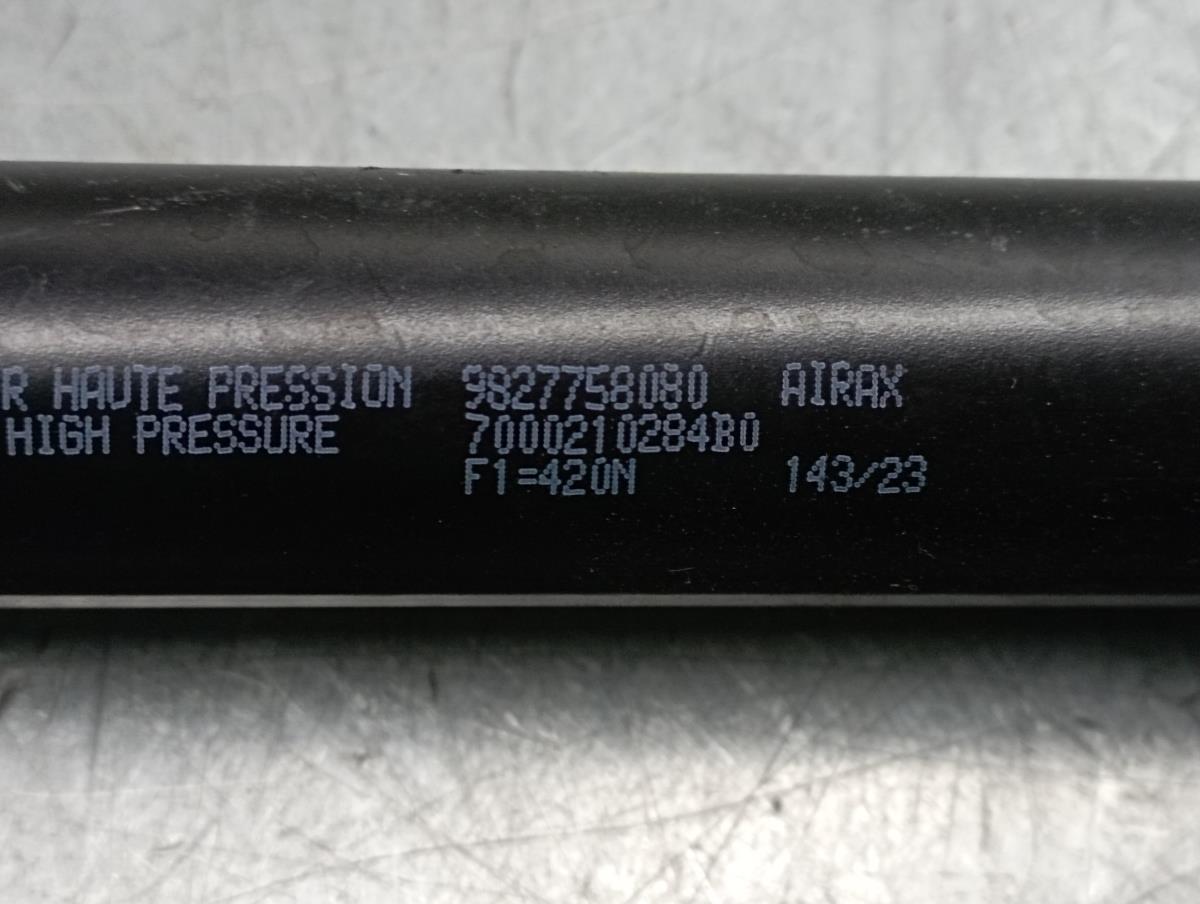 R HAUTE PRESSION 9827758080 AIRAX
HIGH PRESSURE 7000210284B0
F1=420N 143/23